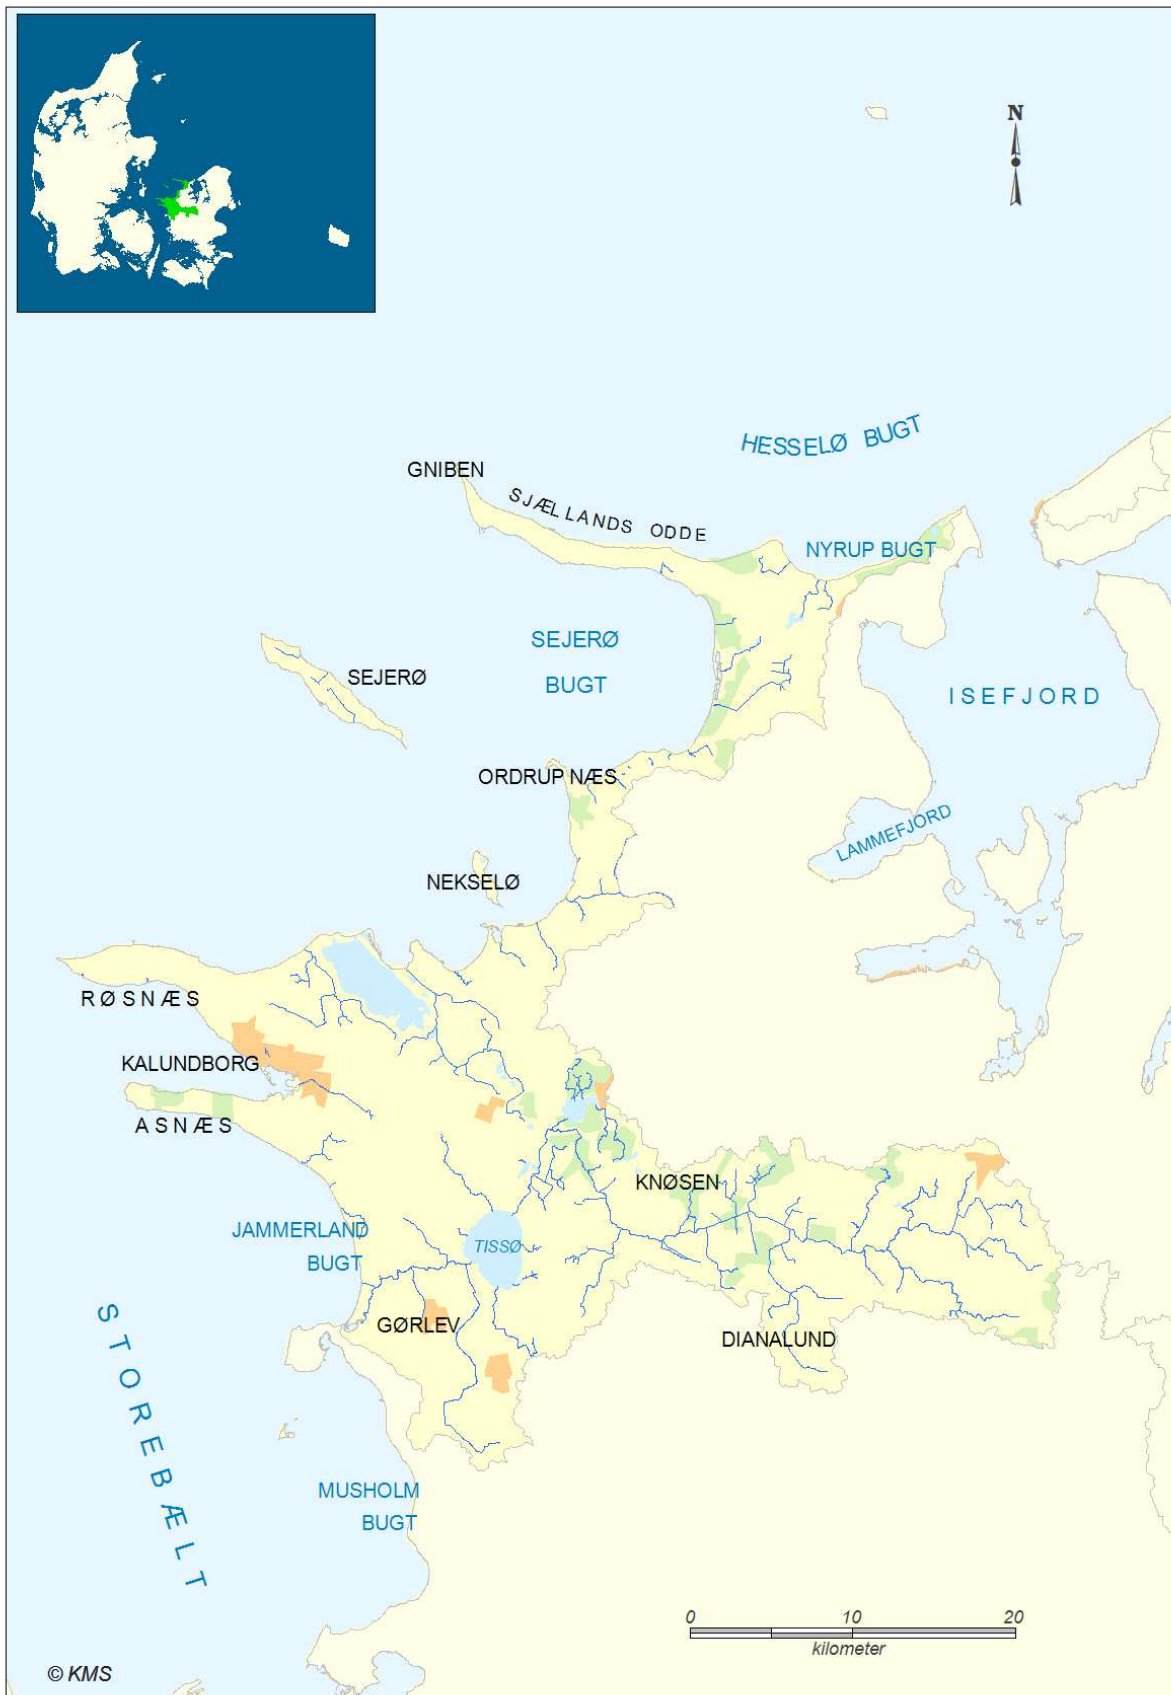 N
HESSELØ BUGT
GNIBEN
SJÆLLANDS ODDE
NYRUP BUGT
SEJERØ
BUGT
SEJERØ
ISEFJORD
ORDRUP NÆS
LAMMEFJORD
NEKSELØ
RØSNÆS
KALUNDBORG
ASNÆS
KNØSEN
JAMMERLAND
BUGT
TISSØ
GØRLEV
DIANALUND
STOREBÆLT
MUSHOLM
BUGT
0 10 20
kilometer
© KMS